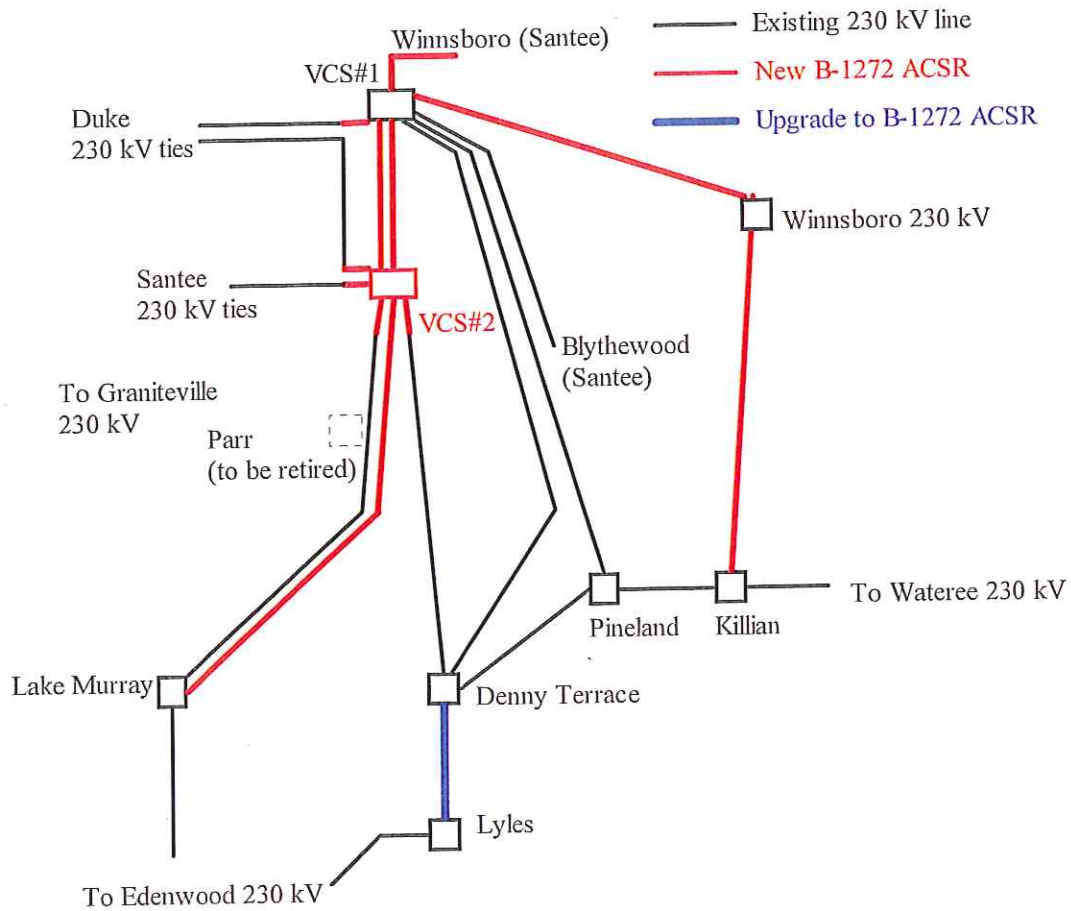 Winnsboro (Santee)
Existing 230 kV line
VCS#1
New B-1272 ACSR
Duke
230 kV ties
Upgrade to B-1272 ACSR
Winnsboro 230 kV
Santee
230 kV ties
VCS#2
Blythewood
(Santee)
To Graniteville
230 kV
Parr
(to be retired)
To Wateree 230 kV
Pineland
Killian
Lake Murray
Denny Terrace
Lyles
To Edenwood 230 kV